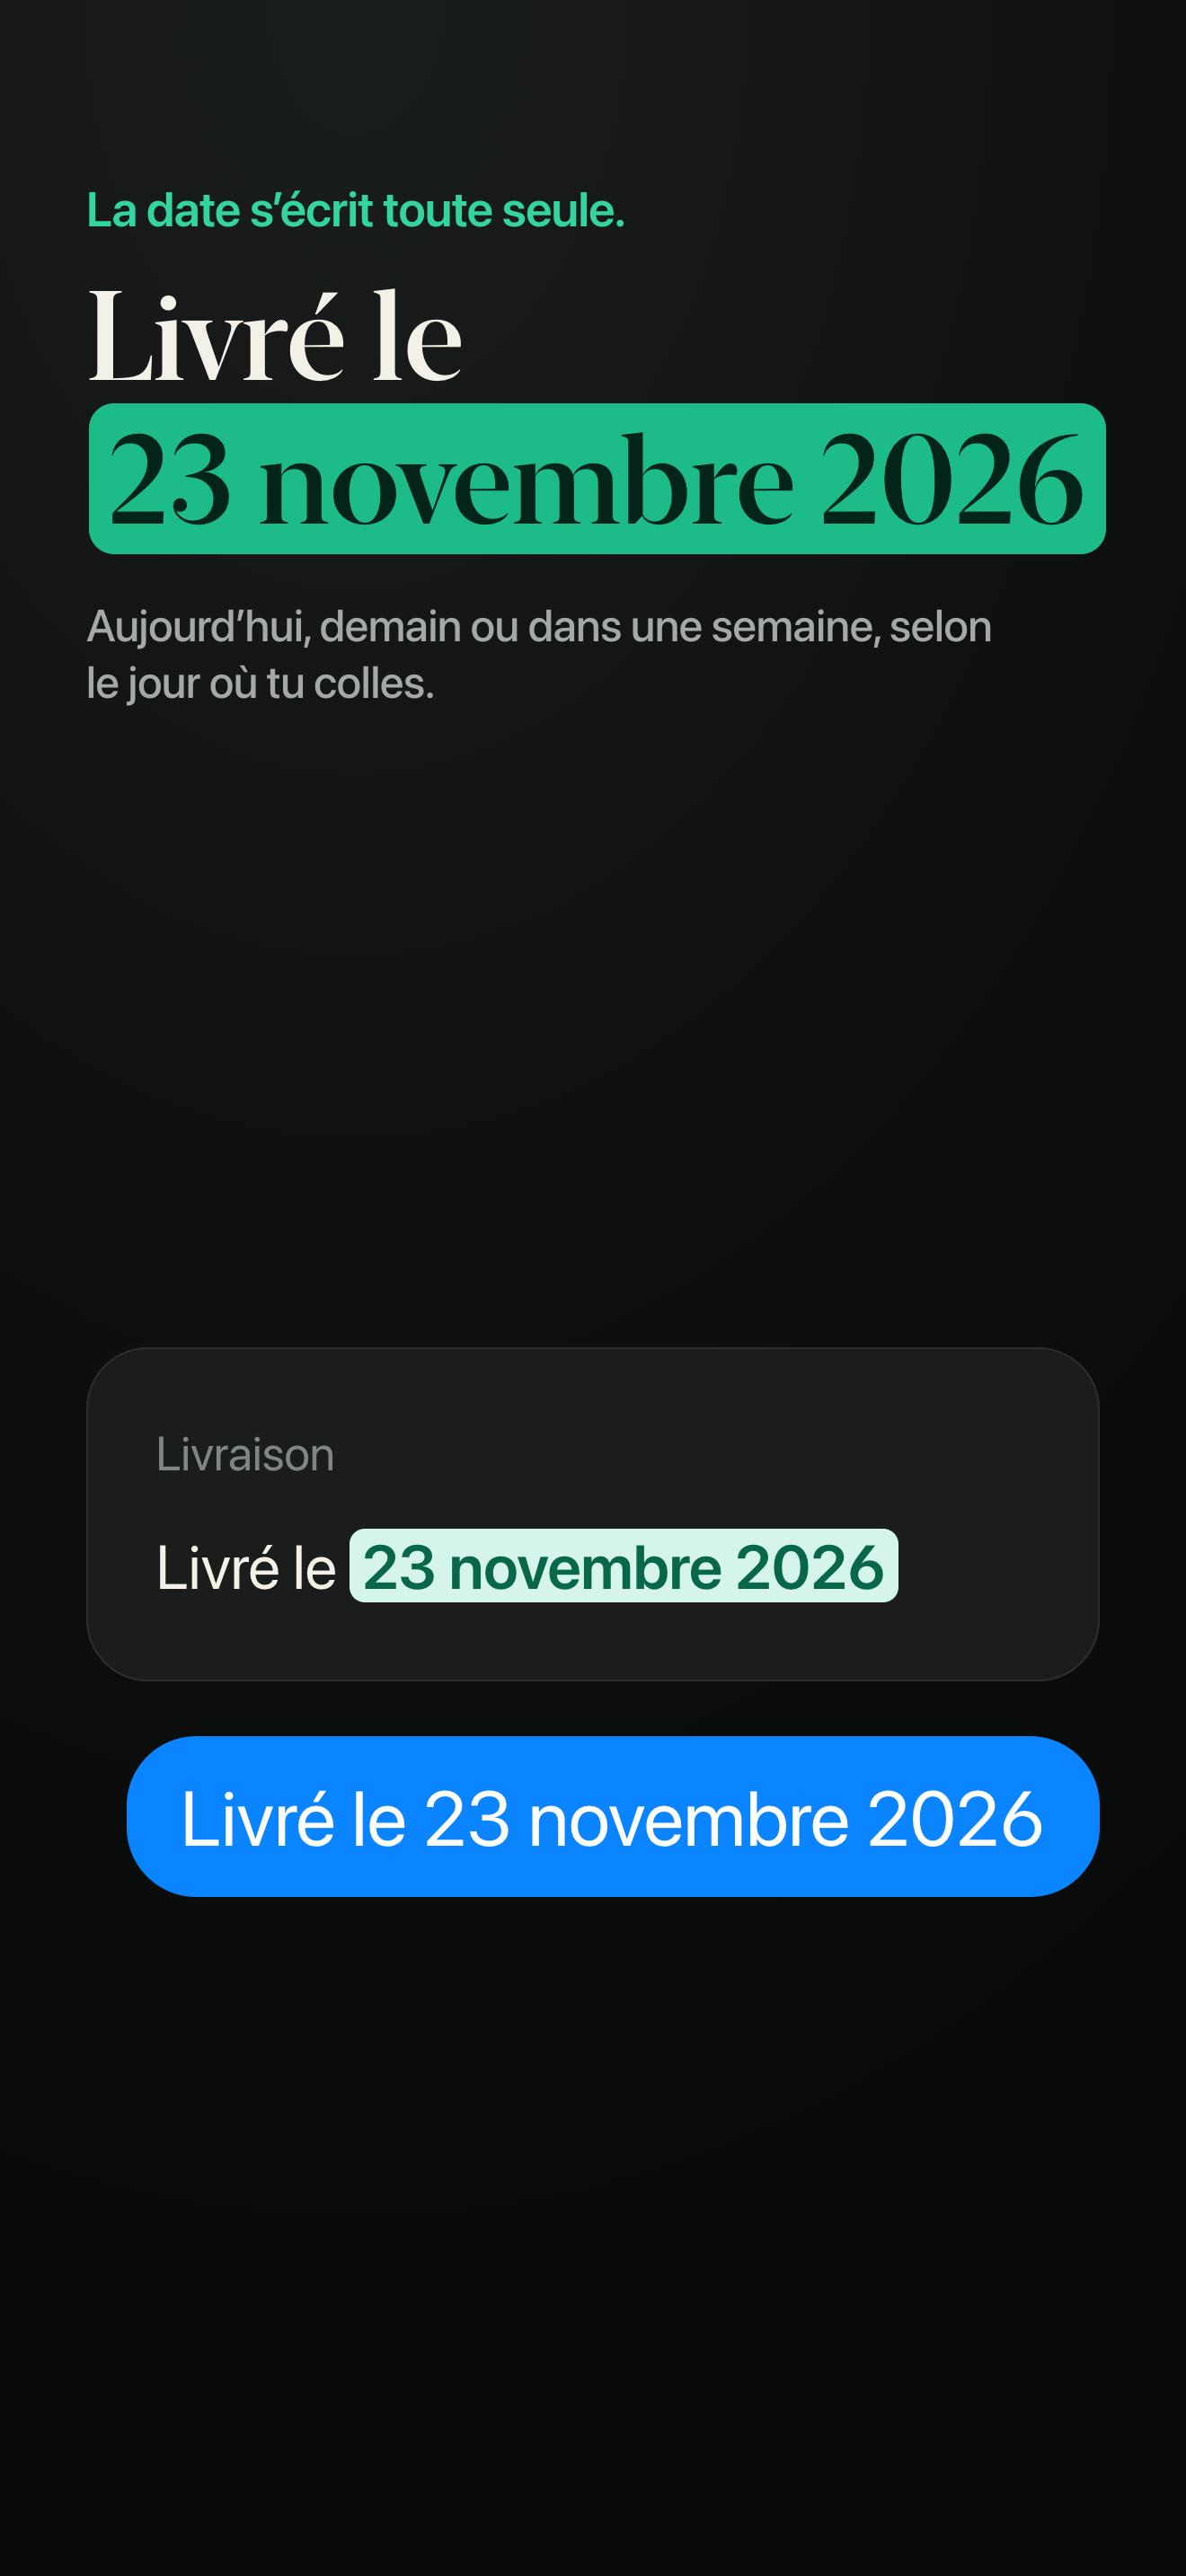 La date s’écrit toute seule.
Livré le
23 novembre 2026
Aujourd’hui, demain ou dans une semaine, selon
le jour où tu colles.
Livraison
Livré le 23 novembre 2026
Livré le 23 novembre 2026